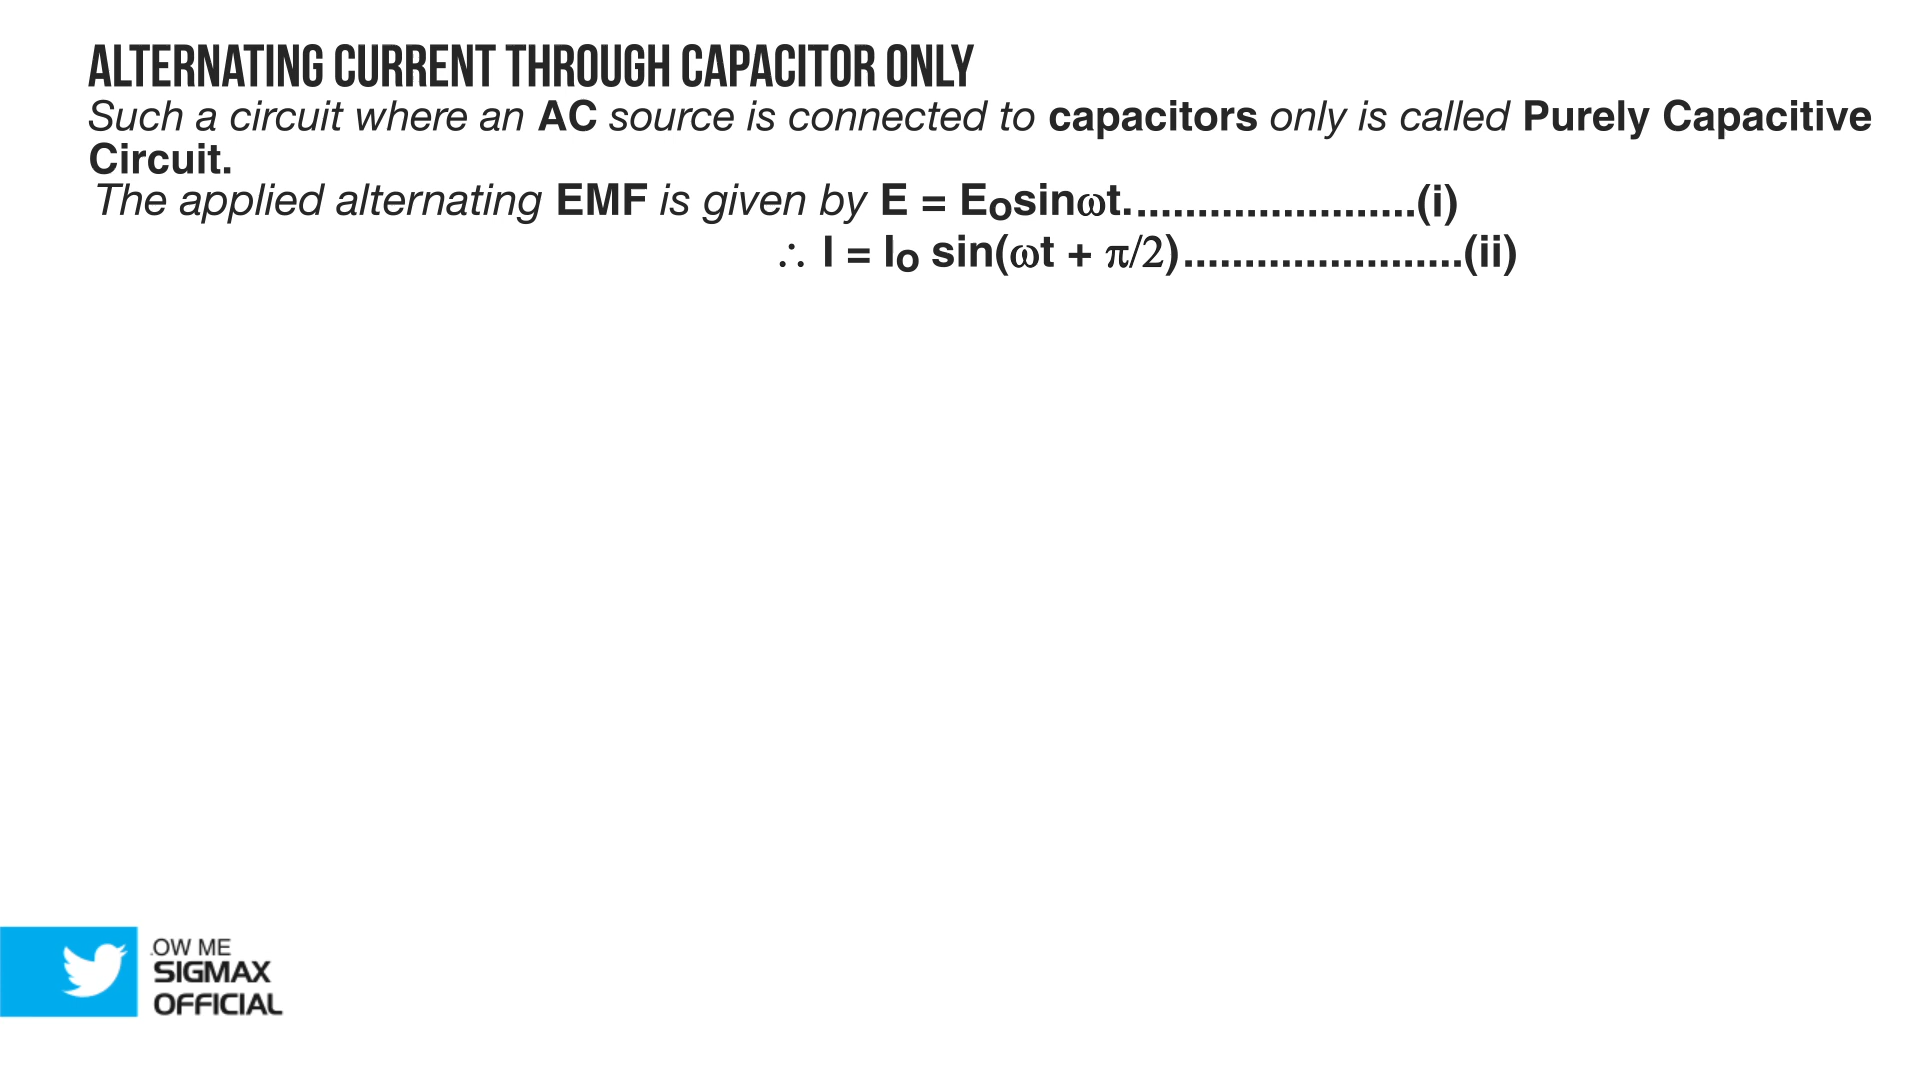 ALTERNATING CURRENT THROUGH CAPACITOR ONLY
Such a circuit where an AC source is connected to capacitors only is called Purely Capacitive
Circuit.
The applied alternating EMF is given by E = Eₒsinωt........................(i)
∴ I = Iₒ sin(ωt + π/2).......................(ii)
.OW ME
SIGMAX
OFFICIAL